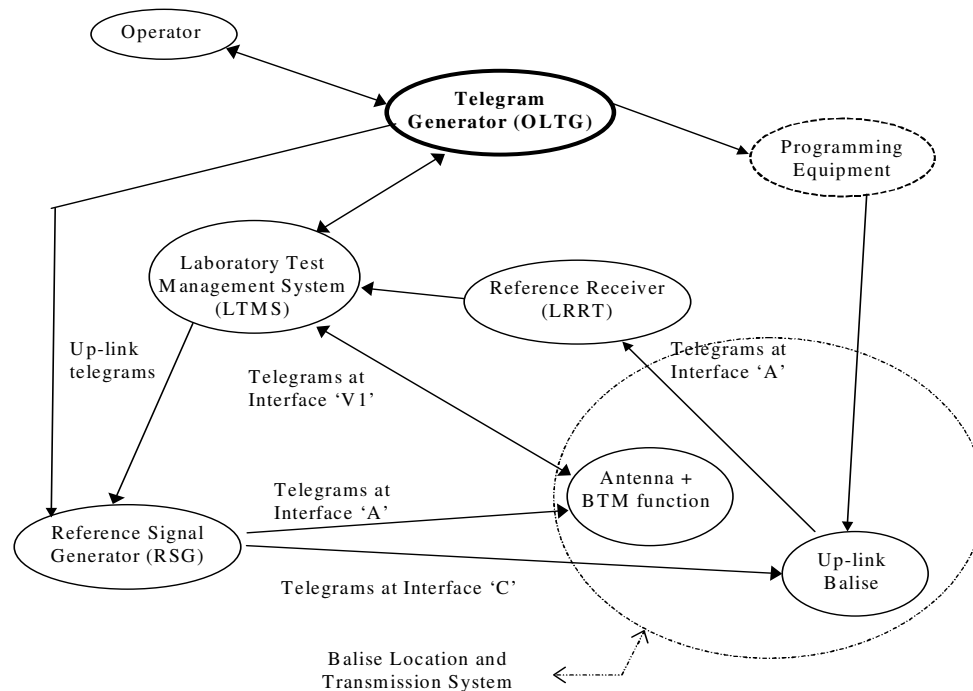 Operator
Telegram
Generator (OLTG)
Programming
Equipment
Laboratory Test
Management System
(LTMS)
Reference Receiver
(LRRT)
Up-link
telegrams
Telegrams at
Interface ‘V1’
Telegrams at
Interface ‘A’
Antenna +
BTM function
Telegrams at
Interface ‘A’
Reference Signal
Generator (RSG)
Up-link
Balise
Telegrams at Interface ‘C’
Balise Location and
Transmission System